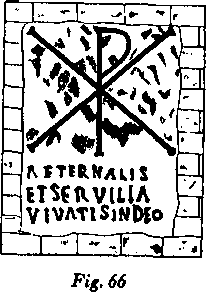 AETERNALIS
ETSERVILIA
VIVATISINDEO
Fig. 66